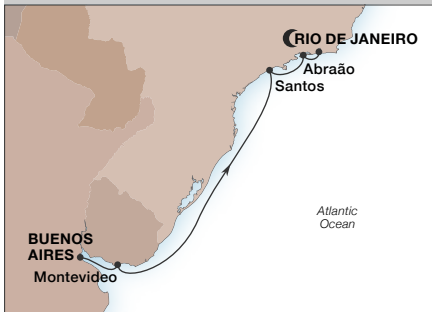 RIO DE JANEIRO
Abraão
Santos
Atlantic
Ocean
BUENOS
AIRES
Montevideo